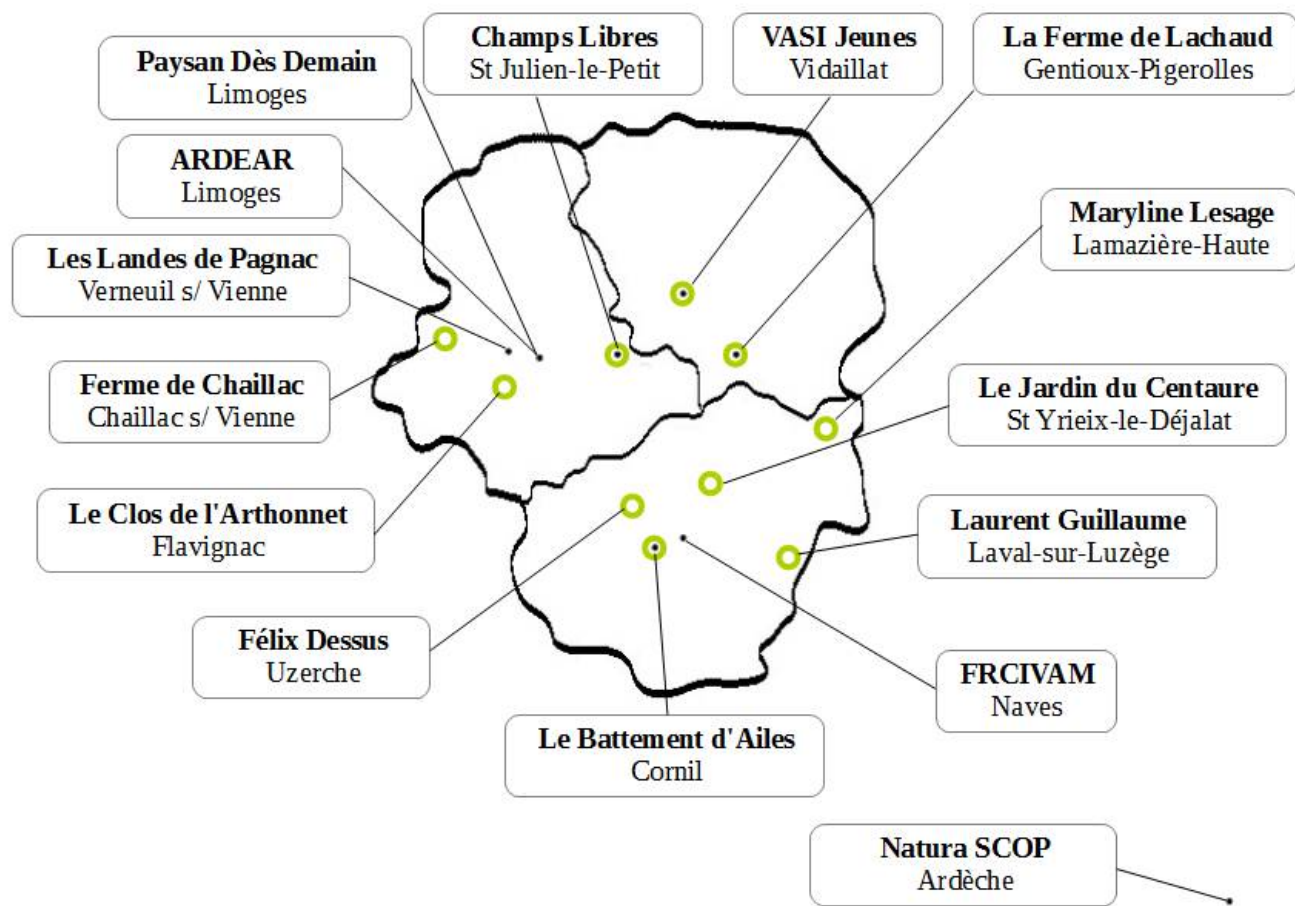 Champs Libres
St Julien-le-Petit
VASI Jeunes
Vidaillat
La Ferme de Lachaud
Gentioux-Pigerolles
Paysan Dès Demain
Limoges
ARDEAR
Limoges
Maryline Lesage
Lamazière-Haute
Les Landes de Pagnac
Verneuil s/ Vienne
Ferme de Chaillac
Chaillac s/ Vienne
Le Jardin du Centaure
St Yrieix-le-Déjalat
Le Clos de l'Arthonnet
Flavignac
Laurent Guillaume
Laval-sur-Luzège
Félix Dessus
Uzerche
FRCIVAM
Naves
Le Battement d'Ailes
Cornil
Natura SCOP
Ardèche